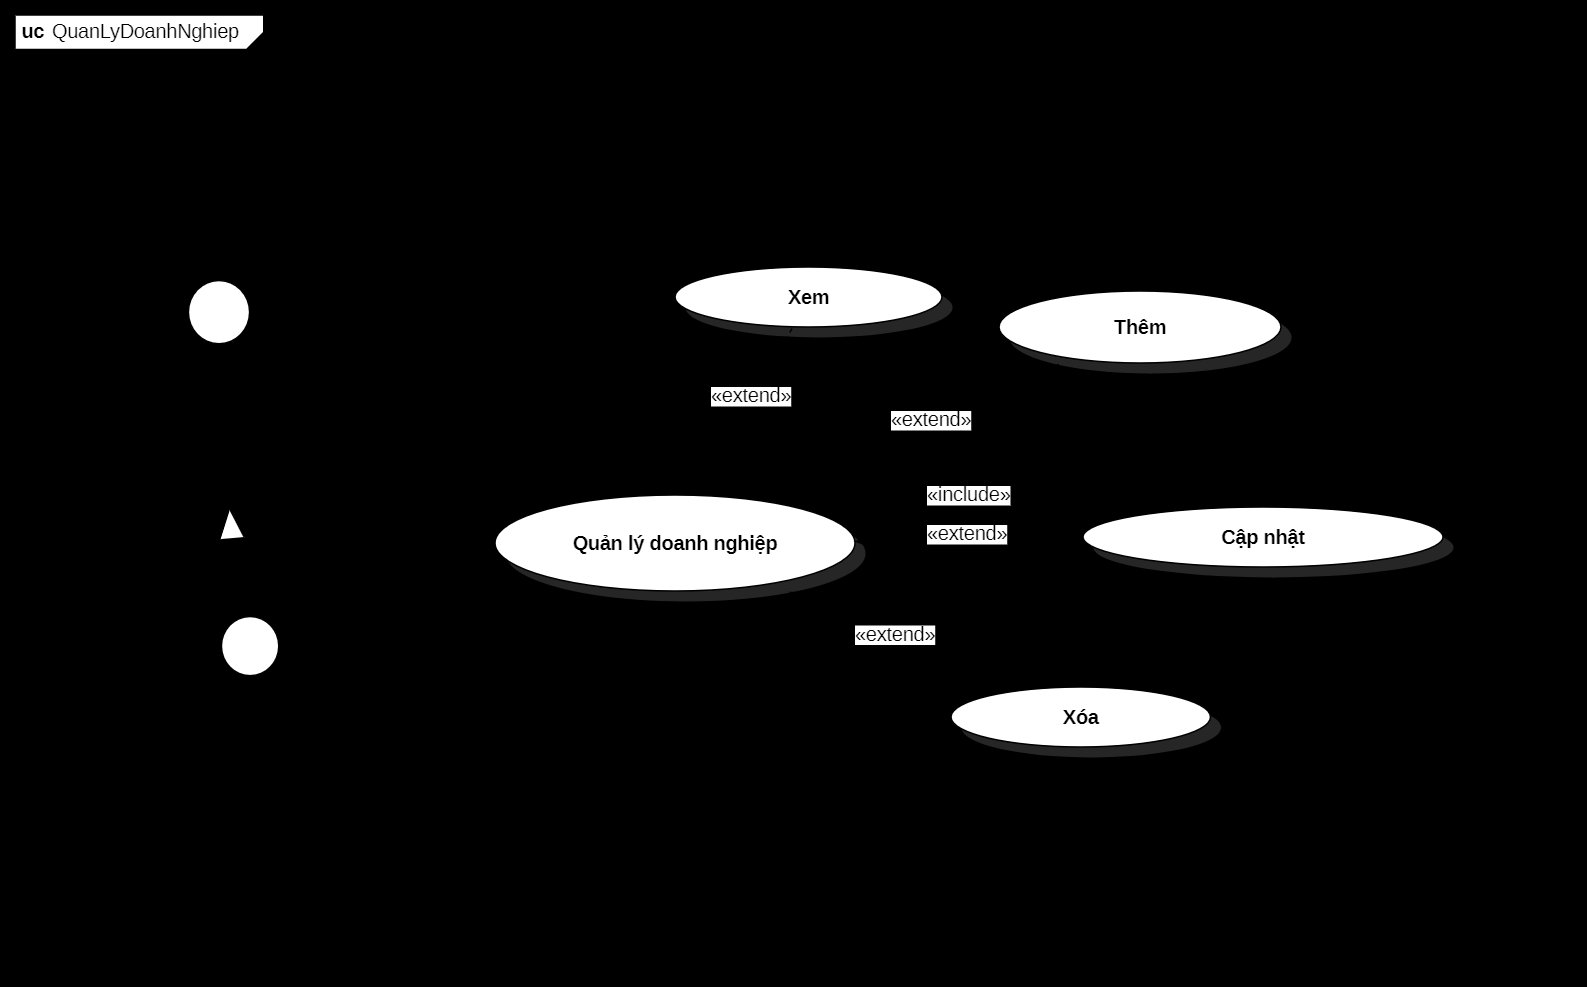 uc QuanLyDoanhNghiep
Xem
Thêm
«extend»
«extend»
«include»
«extend»
Quản lý doanh nghiệp
Cập nhật
«extend»
Xóa